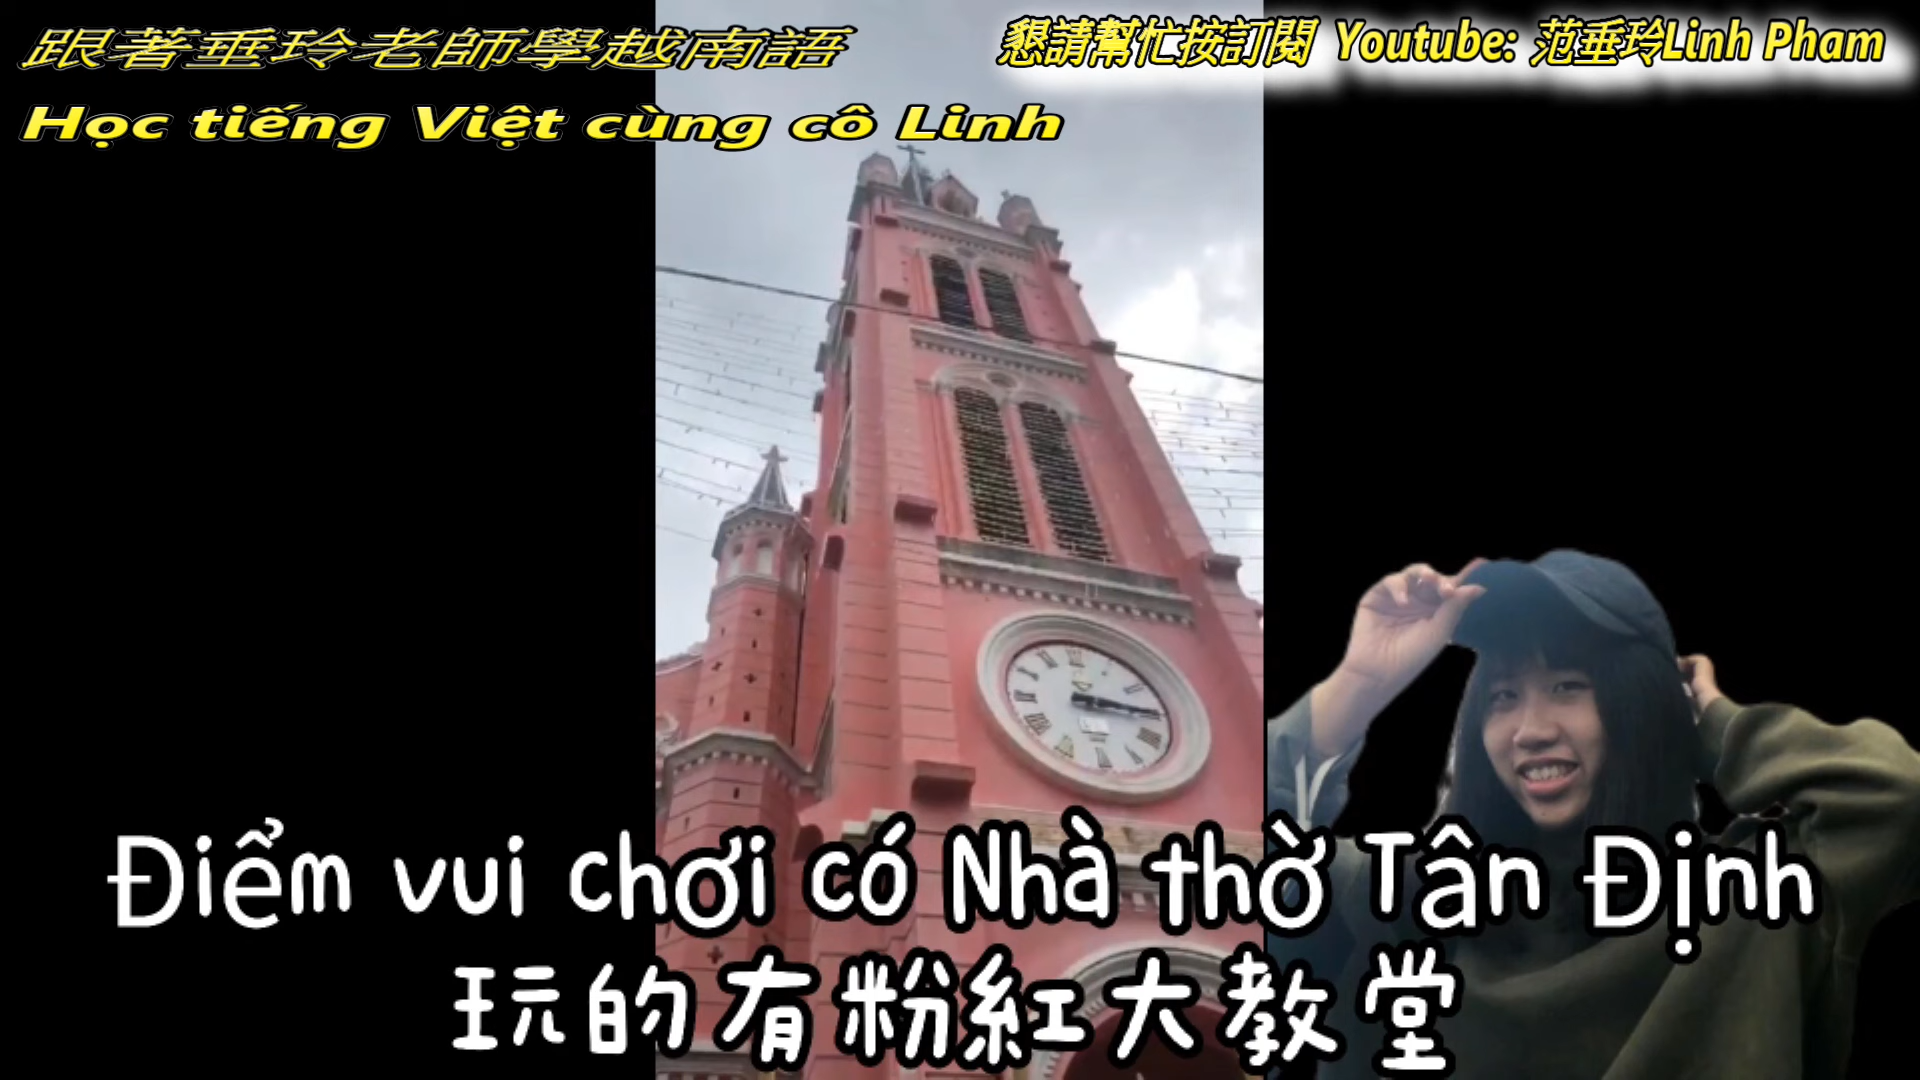 跟著垂玲老師學越南語
懇請幫忙按訂閱 Youtube: 范垂玲Linh Pham
Học tiếng Việt cùng cô Linh
Điểm vui chơi có Nhà thờ Tân Định
玩的有粉紅大教堂